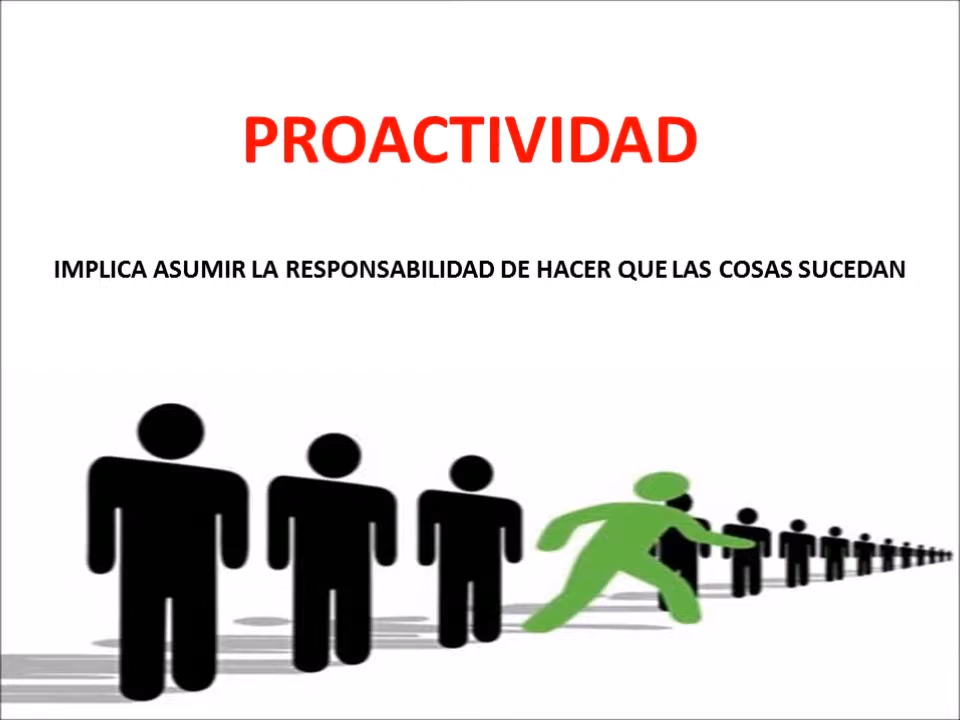 PROACTIVIDAD
IMPLICA ASUMIR LA RESPONSABILIDAD DE HACER QUE LAS COSAS SUCEDAN